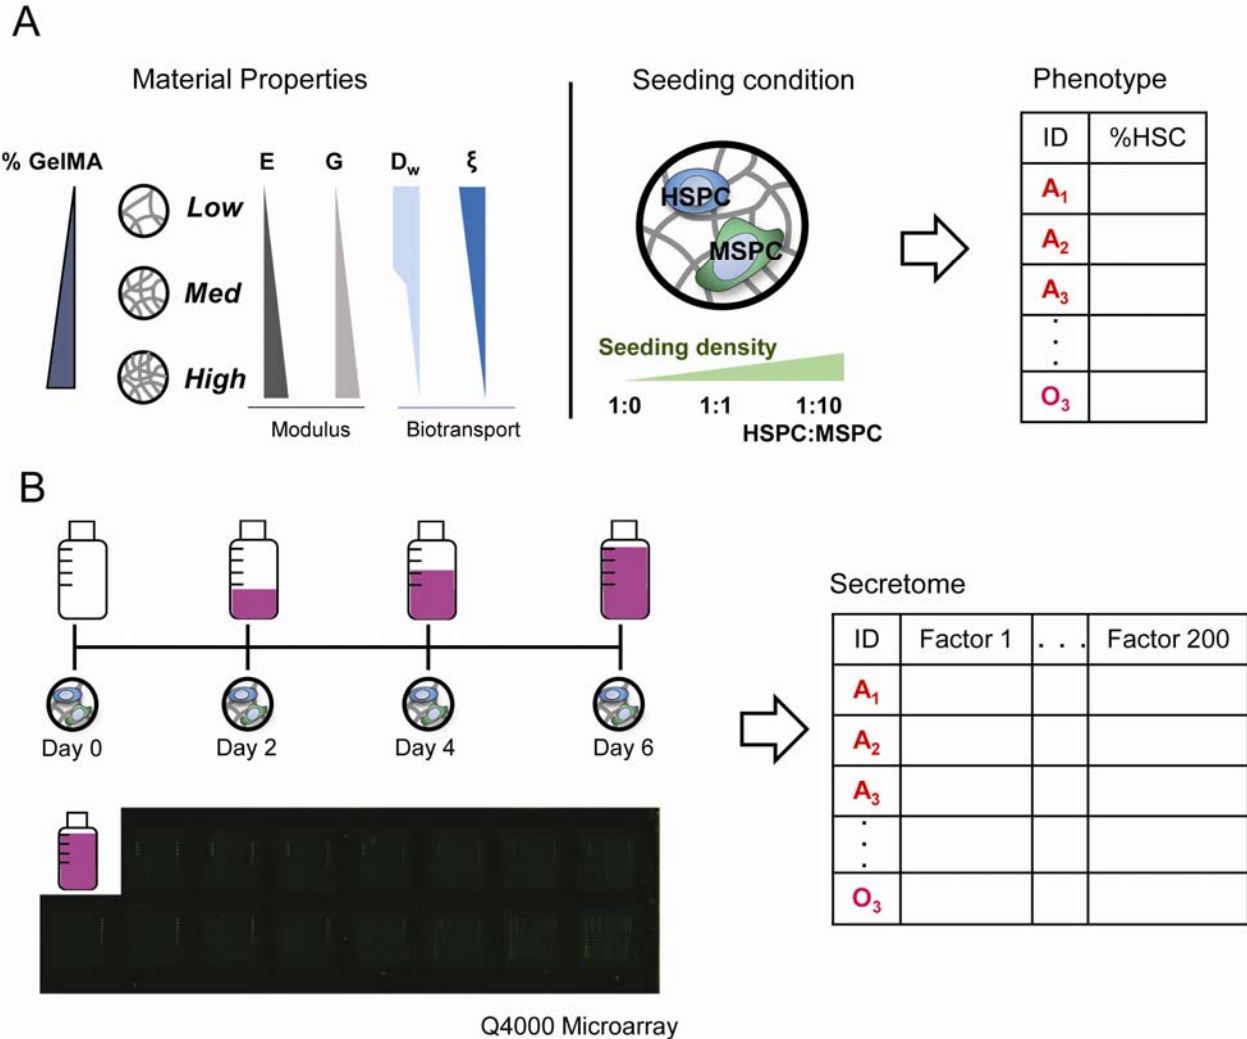 A
Material Properties
Seeding condition
Phenotype
% GelMA
E
G
Dw
ξ
Low
Med
High
Modulus
Biotransport
HSPC
MSPC
Seeding density
1:0
1:1
1:10
HSPC:MSPC
ID %HSC
A1
A2
A3
O3
B
Day 0
Day 2
Day 4
Day 6
Q4000 Microarray
Secretome
ID Factor 1 . . . Factor 200
A1
A2
A3
O3